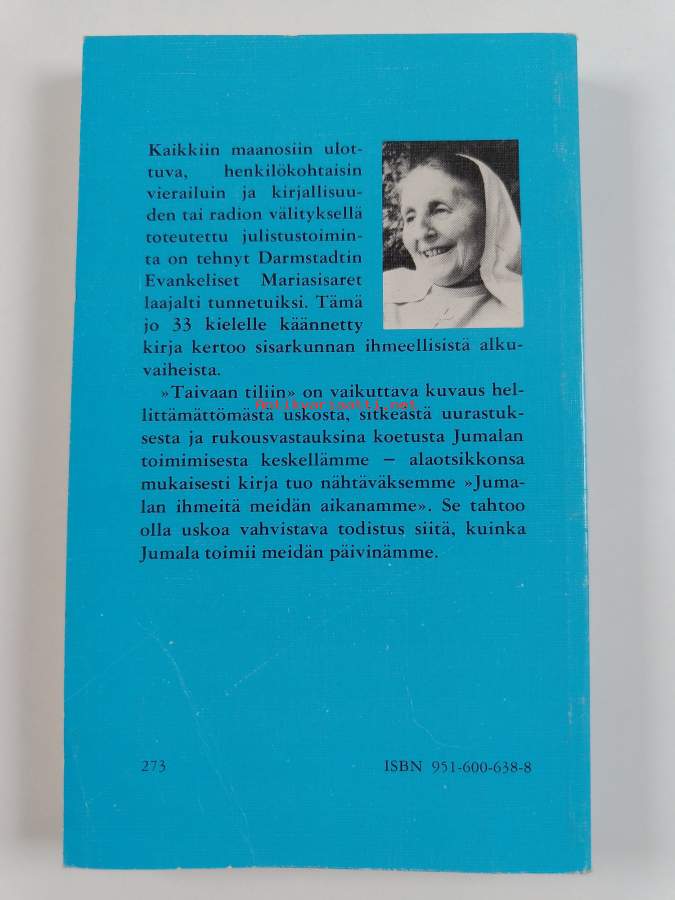 Kaikkiin maanosiin ulot-
tuva, henkilökohtaisin
vierailuin ja kirjallisuu-
den tai radion välityksellä
toteutettu julistustoimin-
ta on tehnyt Darmstadtin
Evankeliset Mariasisaret
laajalti tunnetuiksi. Tämä
jo 33 kielelle käännetty
kirja kertoo sisarkunnan ihmeellisistä alku-
vaiheista.
»Taivaan tiliin» on vaikuttava kuvaus hel-
Antikvariaatti.net
littämättömästä uskosta, sitkeästä uurastuk-
sesta ja rukousvastauksina koetusta Jumalan
toimimisesta keskellämme – alaotsikkonsa
mukaisesti kirja tuo nähtäväksemme »Juma-
lan ihmeitä meidän aikanamme». Se tahtoo
olla uskoa vahvistava todistus siitä, kuinka
Jumala toimii meidän päivinämme.
273
ISBN 951-600-638-8